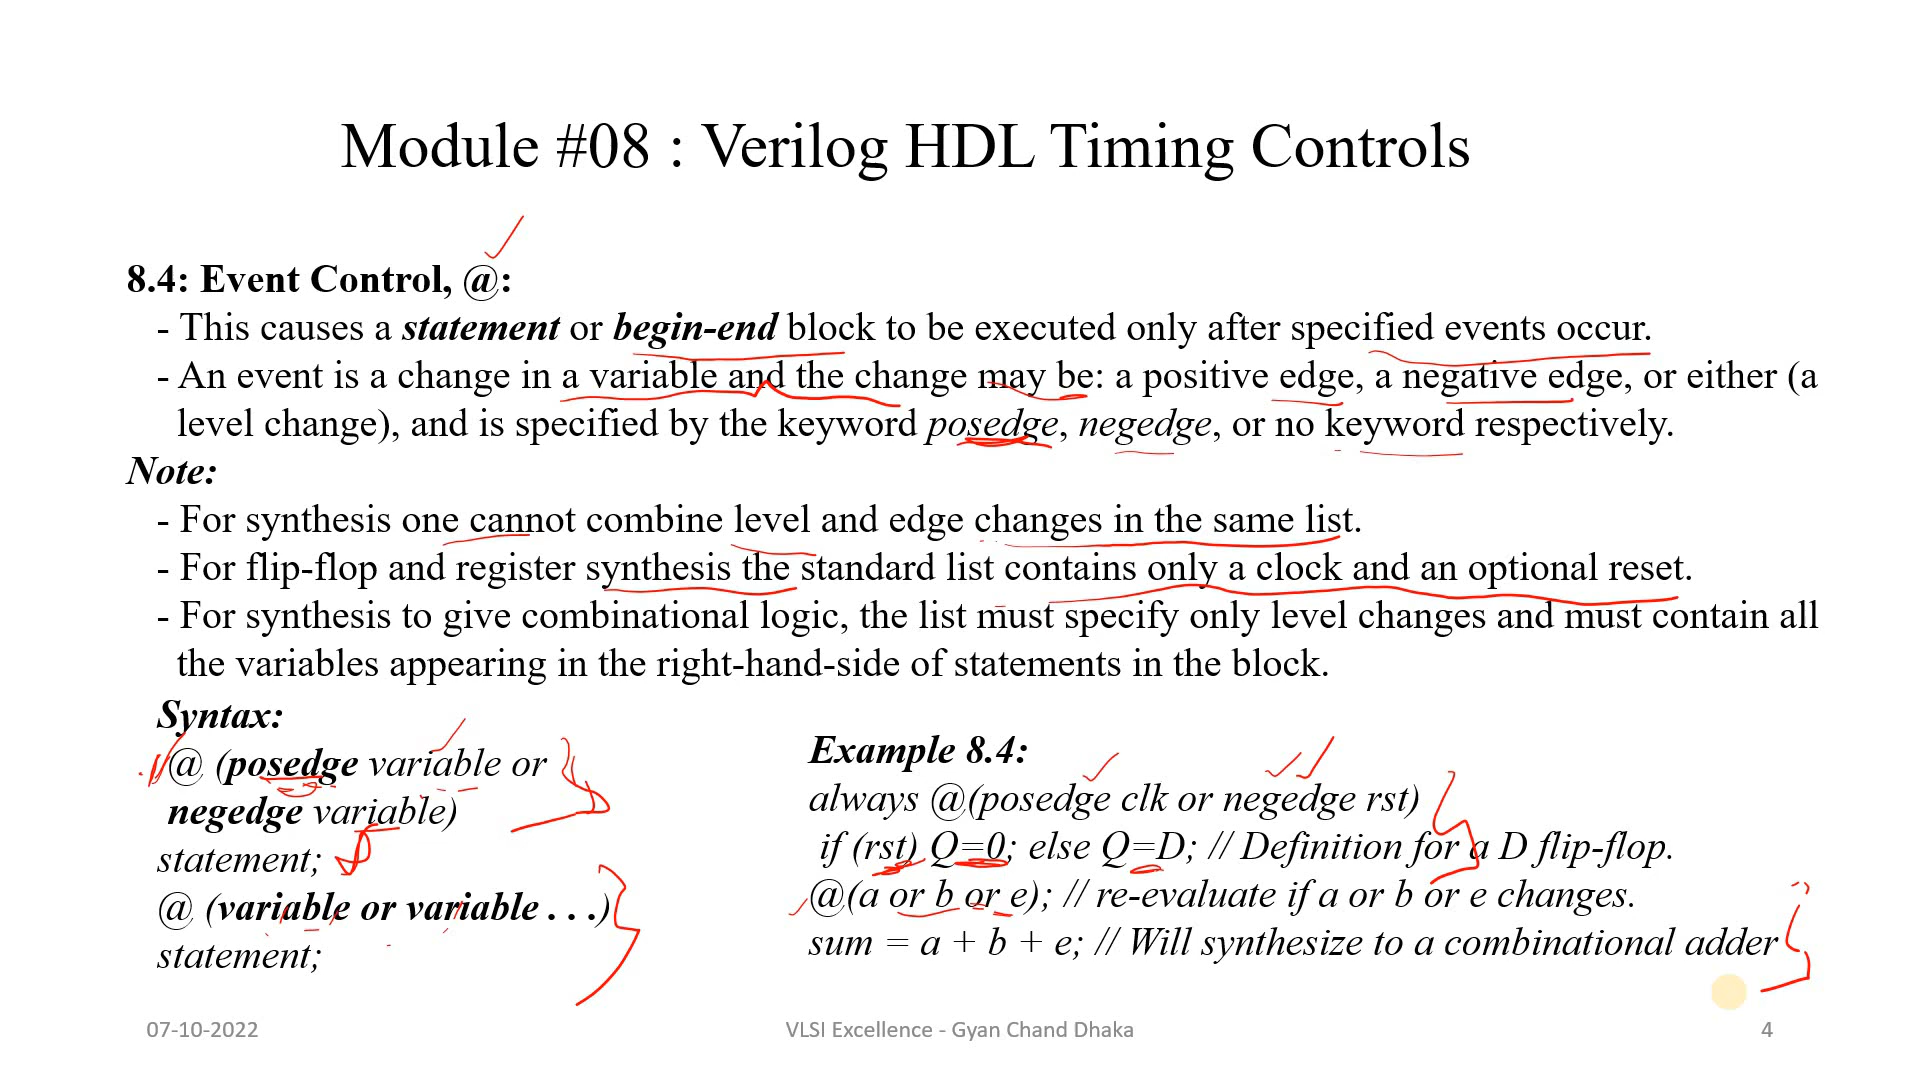 Module #08 : Verilog HDL Timing Controls
8.4: Event Control, @:
- This causes a statement or begin-end block to be executed only after specified events occur.
- An event is a change in a variable and the change may be: a positive edge, a negative edge, or either (a
level change), and is specified by the keyword posedge, negedge, or no keyword respectively.
Note:
- For synthesis one cannot combine level and edge changes in the same list.
- For flip-flop and register synthesis the standard list contains only a clock and an optional reset.
- For synthesis to give combinational logic, the list must specify only level changes and must contain all
the variables appearing in the right-hand-side of statements in the block.
Syntax:
@ (posedge variable or
negedge variable)
statement;
@ (variable or variable . . .)
statement;
Example 8.4:
always @(posedge clk or negedge rst)
if (rst) Q=0; else Q=D; // Definition for a D flip-flop.
@(a or b or e); // re-evaluate if a or b or e changes.
sum = a + b + e; // Will synthesize to a combinational adder
07-10-2022
VLSI Excellence - Gyan Chand Dhaka
4